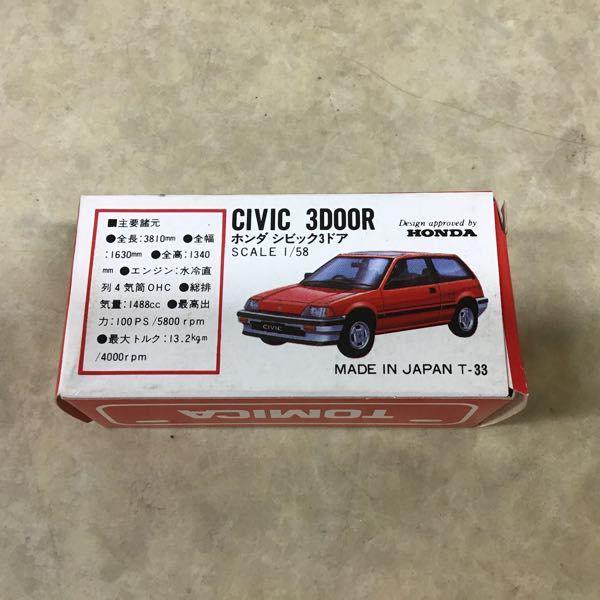 ■主要諸元
●全長:3810mm ●全幅
:1630mm ●全高:1340
mm ●エンジン:水冷直
列4気筒OHC ●総排
気量:1488cc ●最高出
力:100PS/5800rpm
●最大トルク:13.2kgm
/4000rpm
CIVIC 3DOOR
ホンダ シビック3ドア
SCALE 1/58
Design approved by
HONDA
CIVIC
MADE IN JAPAN T-33
TOMICA